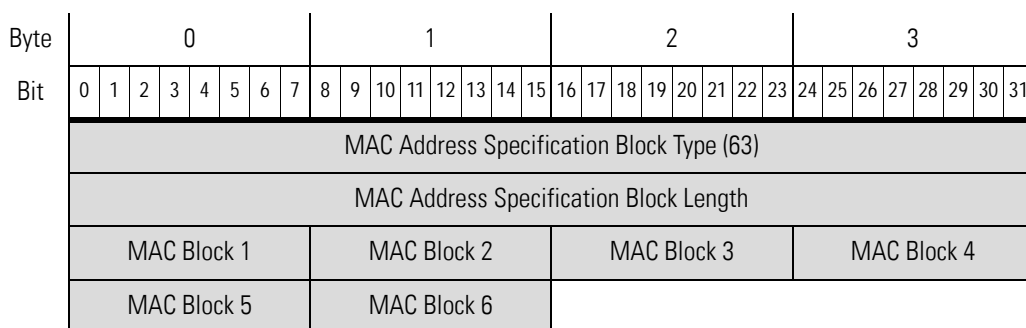 Byte 0 1 2 3
Bit 0 1 2 3 4 5 6 7 8 9 10 11 12 13 14 15 16 17 18 19 20 21 22 23 24 25 26 27 28 29 30 31
MAC Address Specification Block Type (63)
MAC Address Specification Block Length
MAC Block 1 MAC Block 2 MAC Block 3 MAC Block 4
MAC Block 5 MAC Block 6